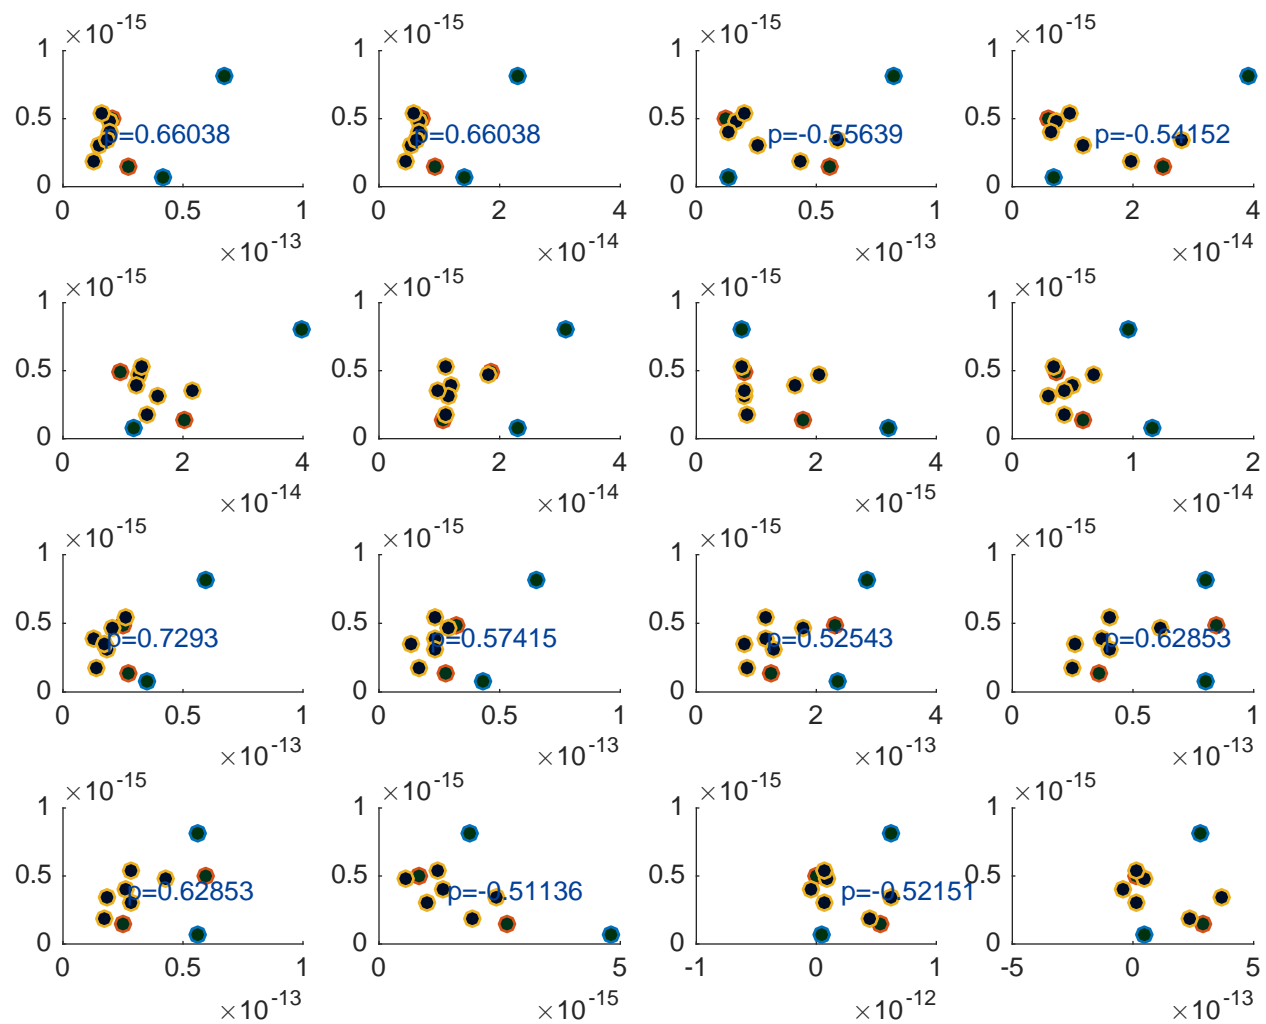 ×10-15 ×10-15 ×10-15 ×10-15
1 1 1 1
0.5 p=0.66038 0.5 p=0.66038 0.5 p=-0.55639 0.5 p=-0.54152
0 0 0 0
0 0.5 1 0 2 4 0 0.5 1 0 2 4
×10-13 ×10-14 ×10-13 ×10-14
×10-15 ×10-15 ×10-15 ×10-15
1 1 1 1
0.5 0.5 0.5 0.5
0 0 0 0
0 2 4 0 2 4 0 2 4 0 1 2
×10-14 ×10-14 ×10-15 ×10-14
×10-15 ×10-15 ×10-15 ×10-15
1 1 1 1
0.5 p=0.7293 0.5 p=0.57415 0.5 p=0.52543 0.5 p=0.62853
0 0 0 0
0 0.5 1 0 0.5 1 0 2 4 0 0.5 1
×10-13 ×10-13 ×10-13 ×10-13
×10-15 ×10-15 ×10-15 ×10-15
1 1 1 1
0.5 p=0.62853 0.5 p=-0.51136 0.5 p=-0.52151 0.5
0 0 0 0
0 0.5 1 0 5 -1 0 1 -5 0 5
×10-13 ×10-15 ×10-12 ×10-13